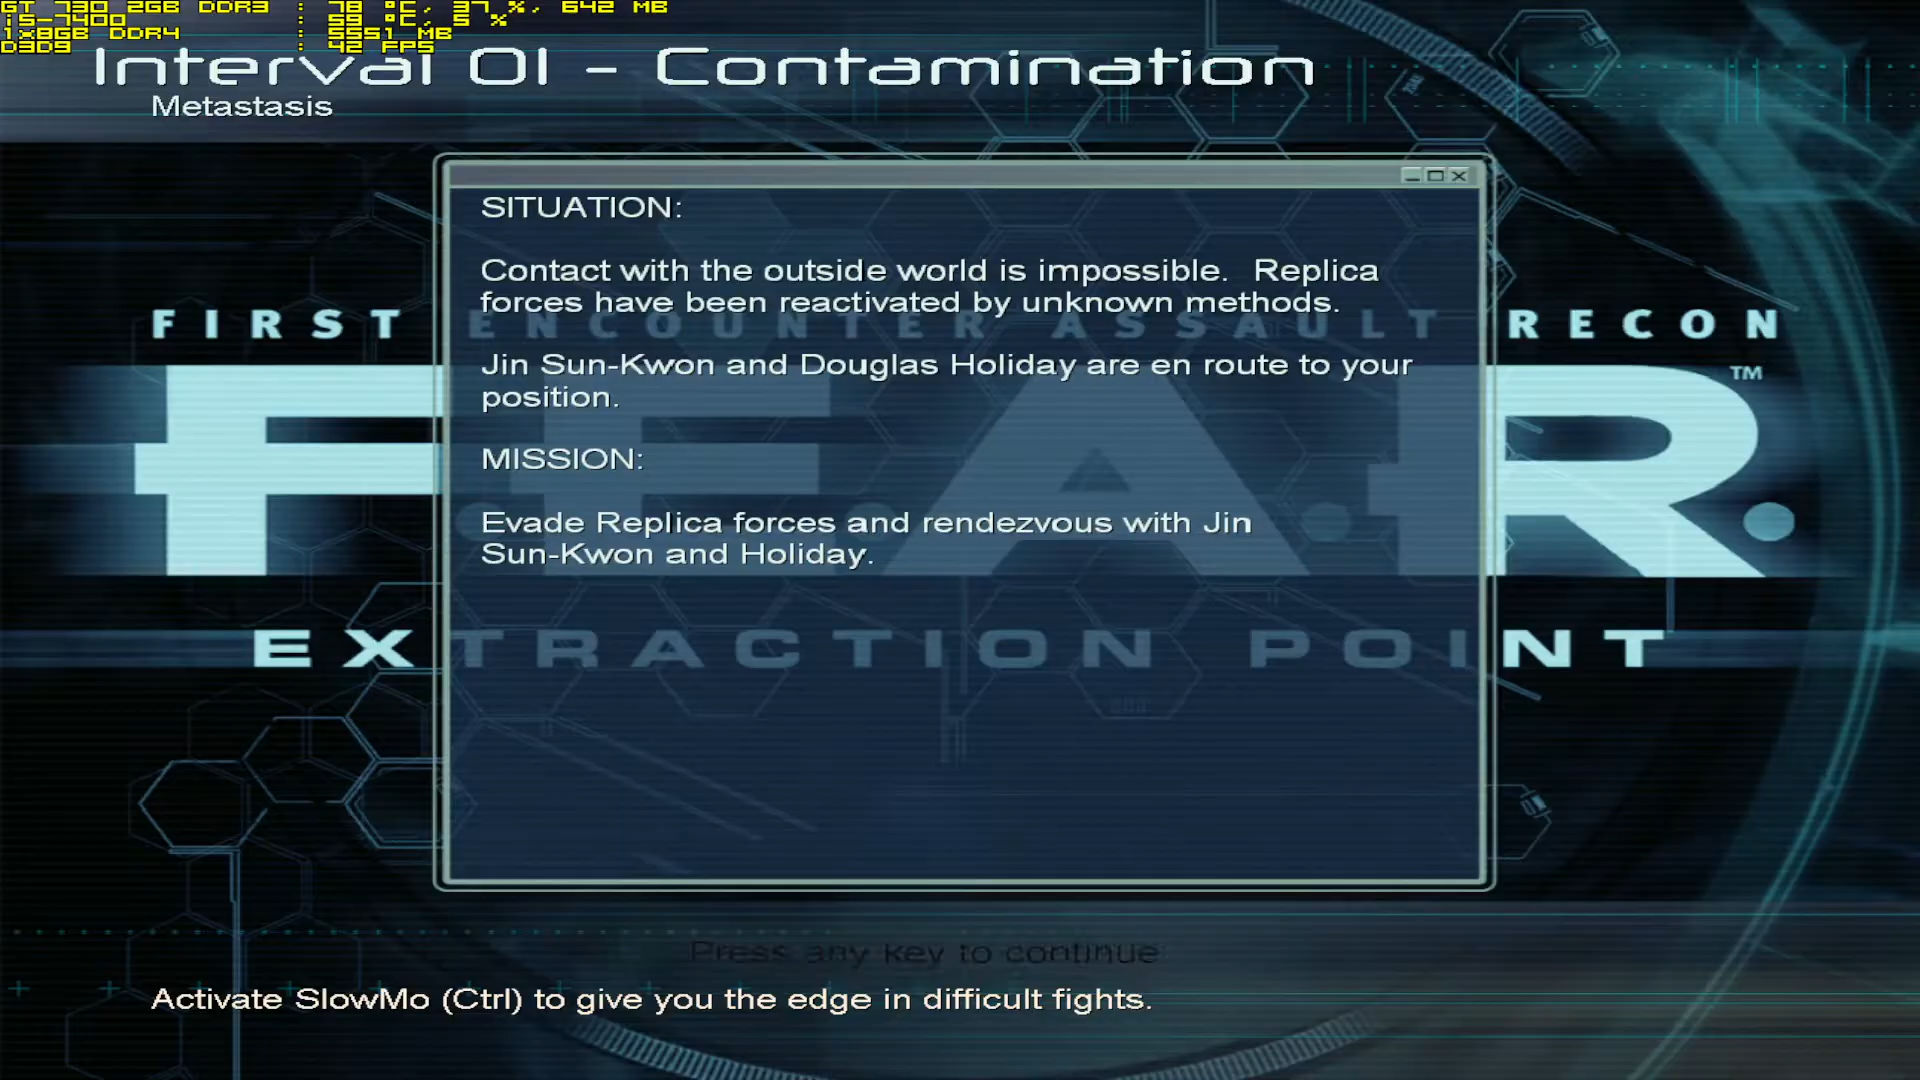 GT 730 2GB DDR3 : 78 °C, 37 %, 642 MB
i5-7400 : 59 °C, 5 %
1x8GB DDR4 : 5551 MB
D3D9 : 42 FPS
Interval 01 - Contamination
Metastasis
SITUATION:
Contact with the outside world is impossible. Replica
forces have been reactivated by unknown methods.
FIRST ENCOUNTER ASSAULT RECON
Jin Sun-Kwon and Douglas Holiday are en route to your
position.
F.E.A.R.™
MISSION:
Evade Replica forces and rendezvous with Jin
Sun-Kwon and Holiday.
EXTRACTION POINT
Press any key to continue
Activate SlowMo (Ctrl) to give you the edge in difficult fights.